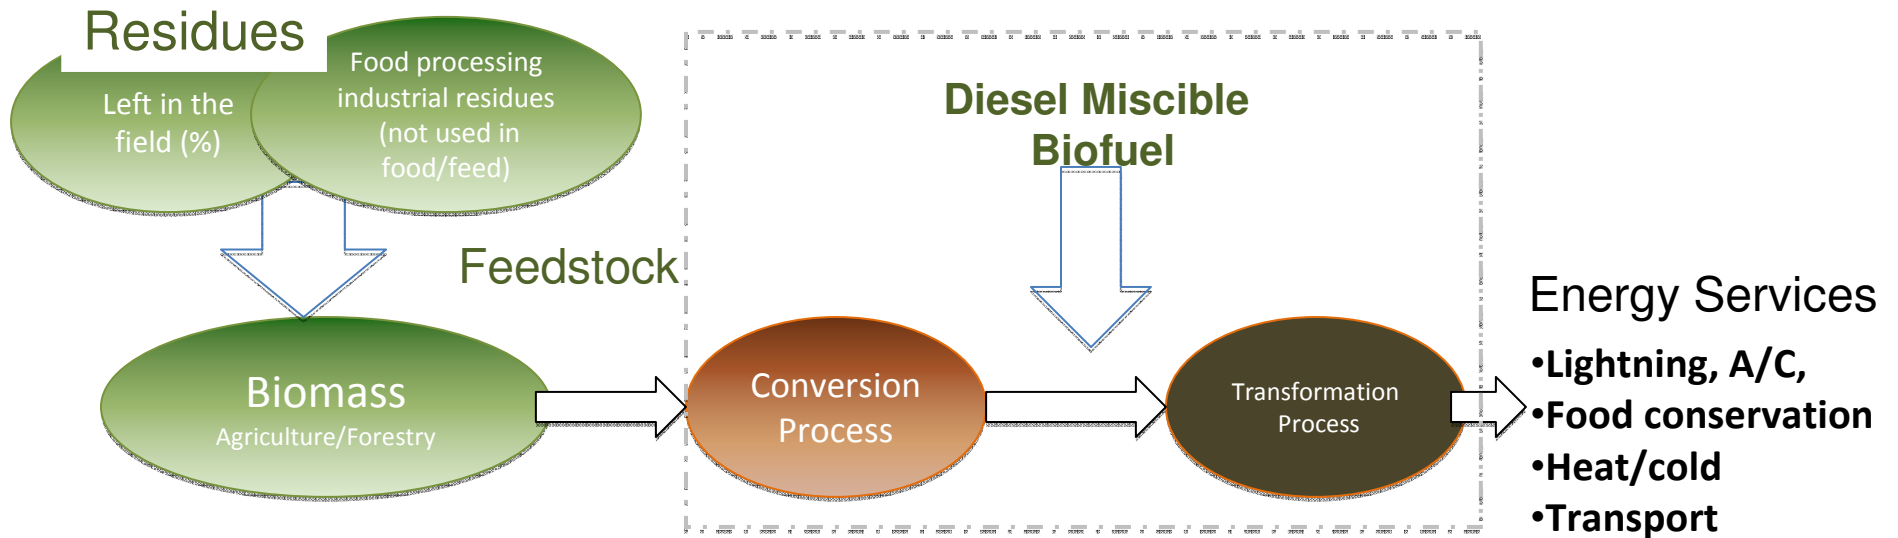 Residues
Left in the
field (%)
Food processing
industrial residues
(not used in
food/feed)
Diesel Miscible
Biofuel
Feedstock
Biomass
Agriculture/Forestry
Conversion
Process
Transformation
Process
Energy Services
•Lightning, A/C,
•Food conservation
•Heat/cold
•Transport